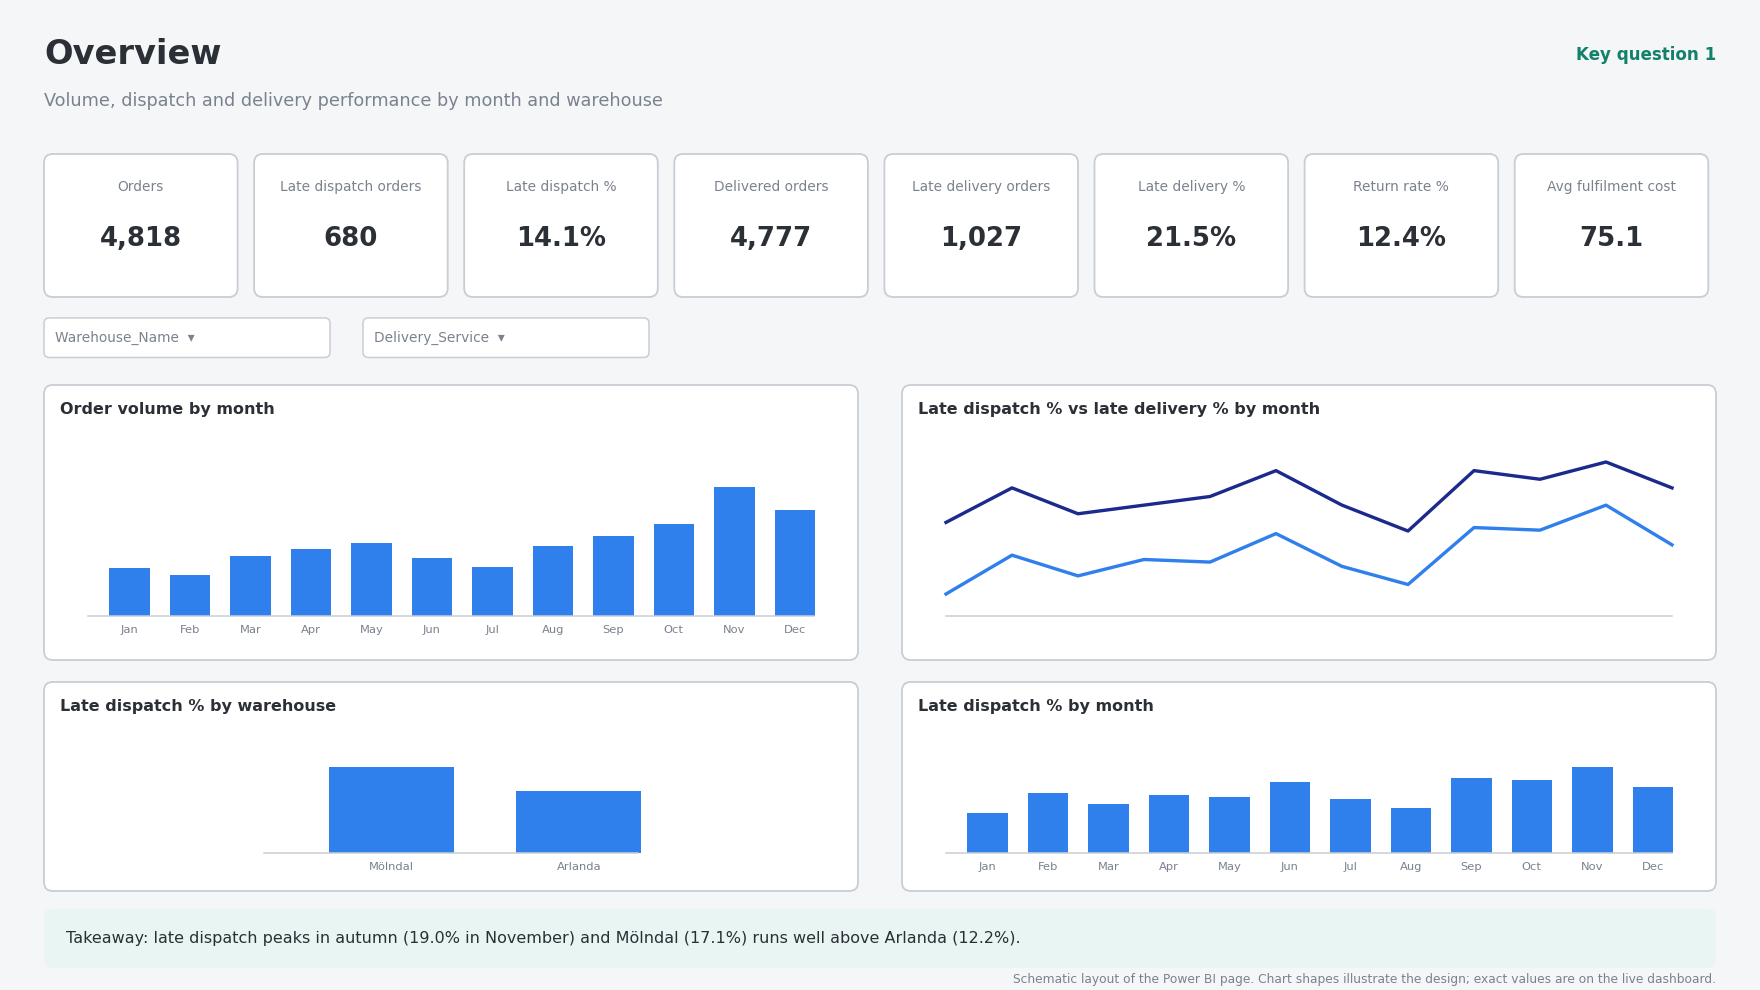 Overview
Key question 1
Volume, dispatch and delivery performance by month and warehouse
Orders
4,818
Late dispatch orders
680
Late dispatch %
14.1%
Delivered orders
4,777
Late delivery orders
1,027
Late delivery %
21.5%
Return rate %
12.4%
Avg fulfilment cost
75.1
Warehouse_Name ▾
Delivery_Service ▾
Order volume by month
Jan Feb Mar Apr May Jun Jul Aug Sep Oct Nov Dec
Late dispatch % vs late delivery % by month
Late dispatch % by warehouse
Mölndal Arlanda
Late dispatch % by month
Jan Feb Mar Apr May Jun Jul Aug Sep Oct Nov Dec
Takeaway: late dispatch peaks in autumn (19.0% in November) and Mölndal (17.1%) runs well above Arlanda (12.2%).
Schematic layout of the Power BI page. Chart shapes illustrate the design; exact values are on the live dashboard.